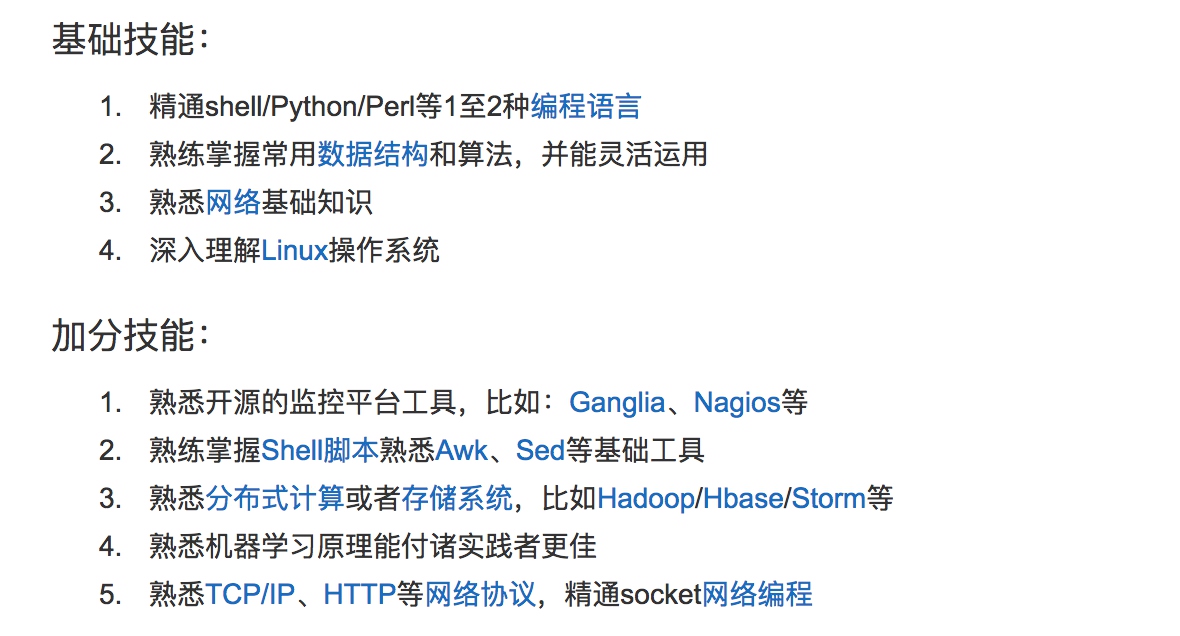 基础技能：
1. 精通shell/Python/Perl等1至2种编程语言
2. 熟练掌握常用数据结构和算法，并能灵活运用
3. 熟悉网络基础知识
4. 深入理解Linux操作系统
加分技能：
1. 熟悉开源的监控平台工具，比如：Ganglia、Nagios等
2. 熟练掌握Shell脚本熟悉Awk、Sed等基础工具
3. 熟悉分布式计算或者存储系统，比如Hadoop/Hbase/Storm等
4. 熟悉机器学习原理能付诸实践者更佳
5. 熟悉TCP/IP、HTTP等网络协议，精通socket网络编程